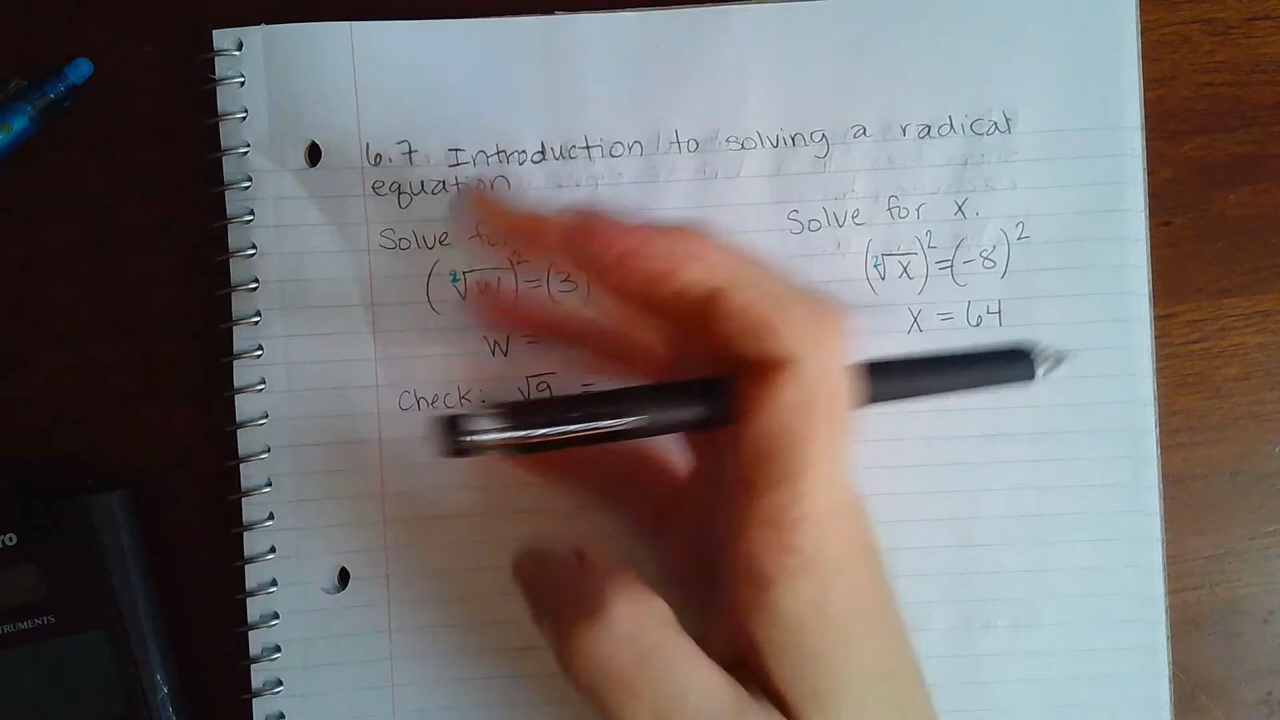 6.7 Introduction to solving a radical
equation
Solve for
(²√w)²=(3)
w =
Check: √9 =
Solve for x.
(²√x)²=(-8)²
x = 64
TRUMENTS